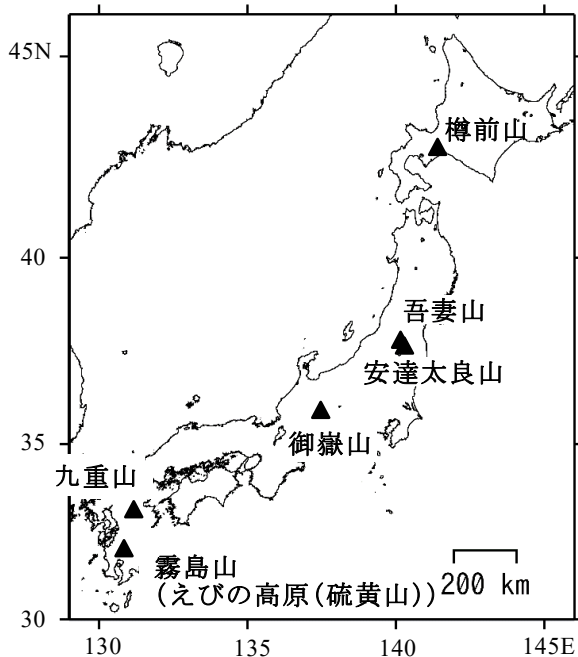 45N
樽前山
40
吾妻山
安達太良山
35
御嶽山
九重山
霧島山
(えびの高原(硫黄山))
200 km
30
130
135
140
145E